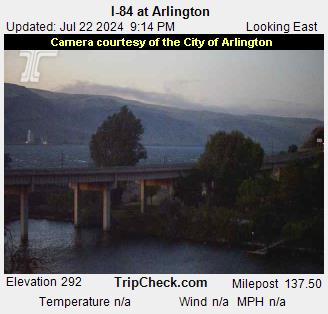 I-84 at Arlington
Updated: Jul 22 2024 9:14 PM Looking East
Camera courtesy of the City of Arlington
Elevation 292 TripCheck.com Milepost 137.50
Temperature n/a Wind n/a MPH n/a